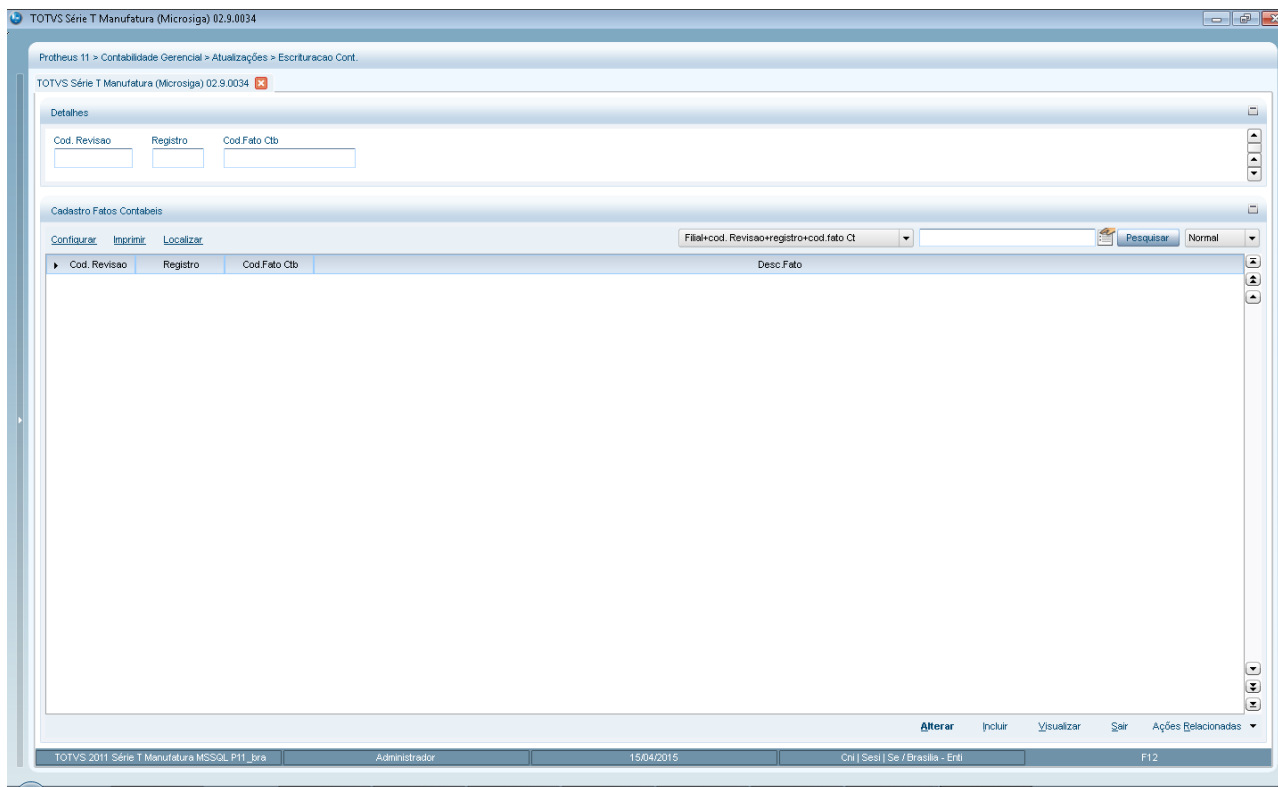 TOTVS Série T Manufatura (Microsiga) 02.9.0034
Protheus 11 > Contabilidade Gerencial > Atualizações > Escrituracao Cont.
TOTVS Série T Manufatura (Microsiga) 02.9.0034
Detalhes
Cod. Revisao Registro Cod.Fato Ctb
Cadastro Fatos Contabeis
Configurar Imprimir Localizar Filial+cod. Revisao+registro+cod.fato Ct Pesquisar Normal
Cod. Revisao Registro Cod.Fato Ctb Desc.Fato
Alterar Incluir Visualizar Sair Ações Relacionadas
TOTVS 2011 Série T Manufatura MSSQL P11_bra Administrador 15/04/2015 Cni | Sesi | Se / Brasilia - Enti F12